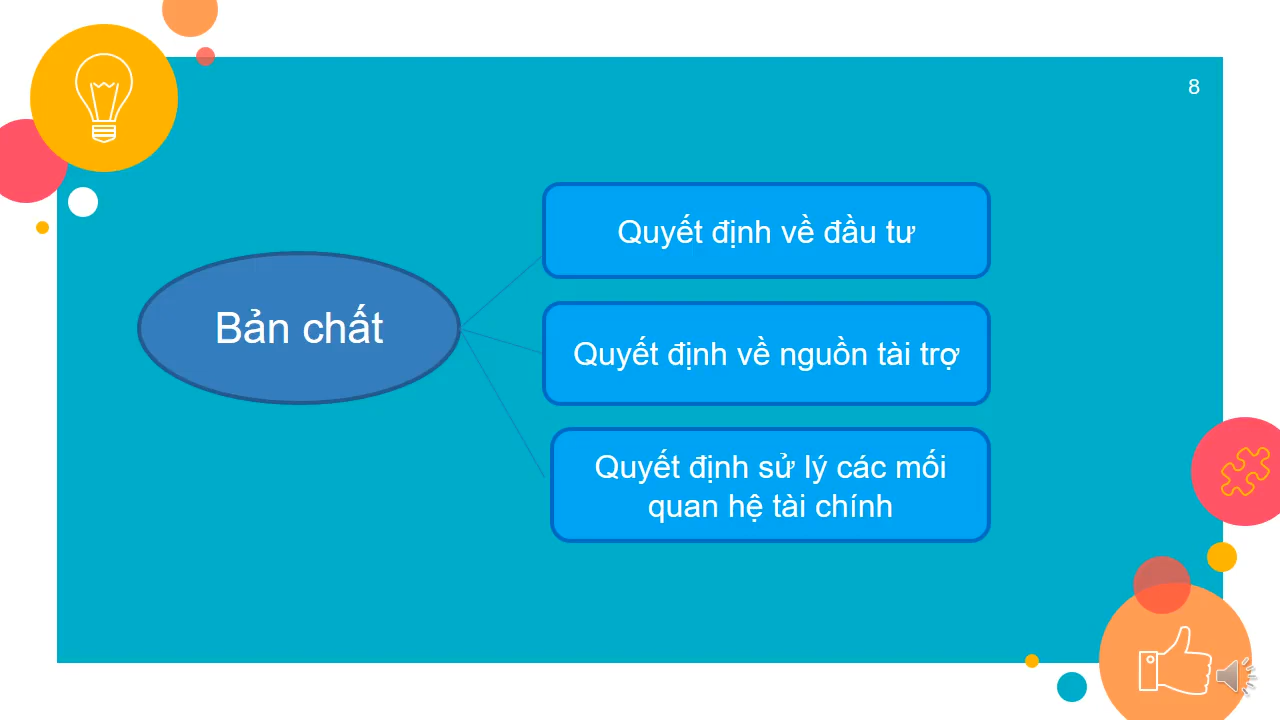 8
Bản chất
Quyết định về đầu tư
Quyết định về nguồn tài trợ
Quyết định sử lý các mối
quan hệ tài chính